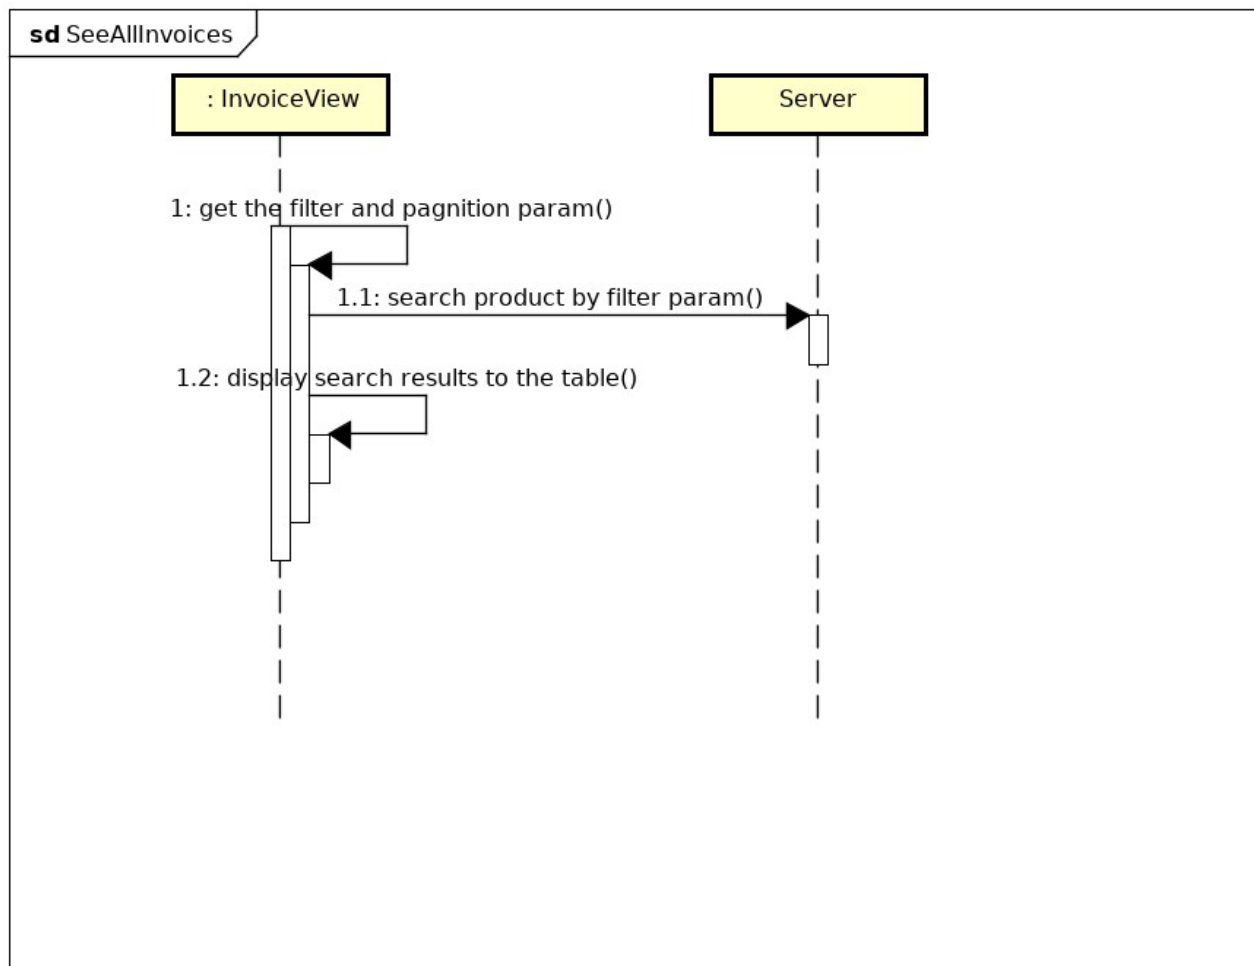 sd SeeAllInvoices
: InvoiceView
Server
1: get the filter and pagnition param()
1.1: search product by filter param()
1.2: display search results to the table()